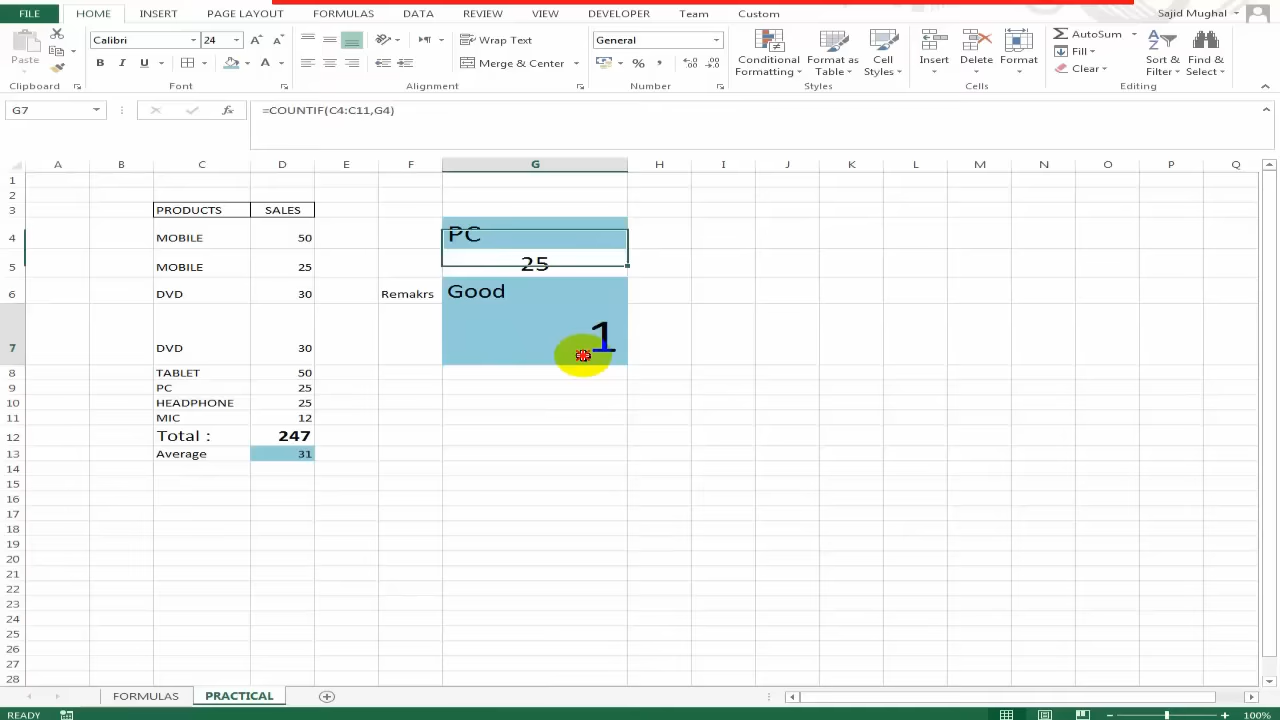 FILE HOME INSERT PAGE LAYOUT FORMULAS DATA REVIEW VIEW DEVELOPER Team Custom Sajid Mughal
Paste
Calibri 24
B I U
A A
Wrap Text
Merge & Center
General
%
Conditional Formatting
Format as Table
Cell Styles
Insert Delete Format
AutoSum
Fill
Clear
Sort & Filter
Find & Select
Clipboard Font Alignment Number Styles Cells Editing
G7 fx =COUNTIF(C4:C11,G4)
A B C D E F G H I J K L M N O P Q
1
2
3 PRODUCTS SALES
4 MOBILE 50 PC
5 MOBILE 25 25
6 DVD 30 Remakrs Good
7 DVD 30 1
8 TABLET 50
9 PC 25
10 HEADPHONE 25
11 MIC 12
12 Total : 247
13 Average 31
14
15
16
17
18
19
20
21
22
23
24
25
26
27
28
FORMULAS PRACTICAL
READY 100%